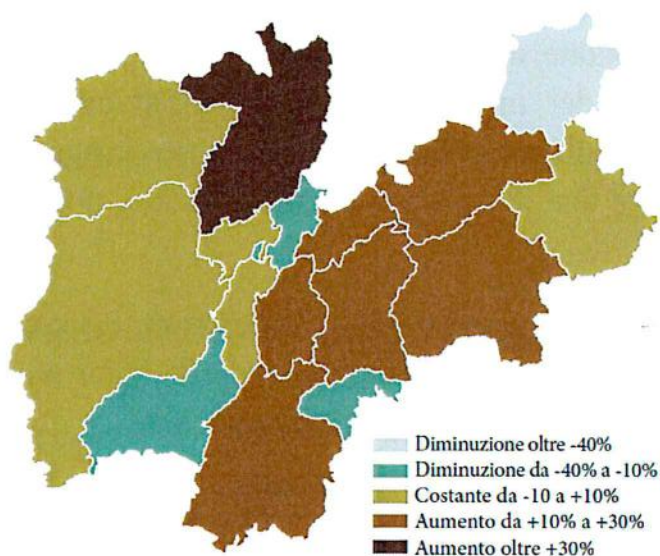 Diminuzione oltre -40%
Diminuzione da -40% a -10%
Costante da -10 a +10%
Aumento da +10% a +30%
Aumento oltre +30%